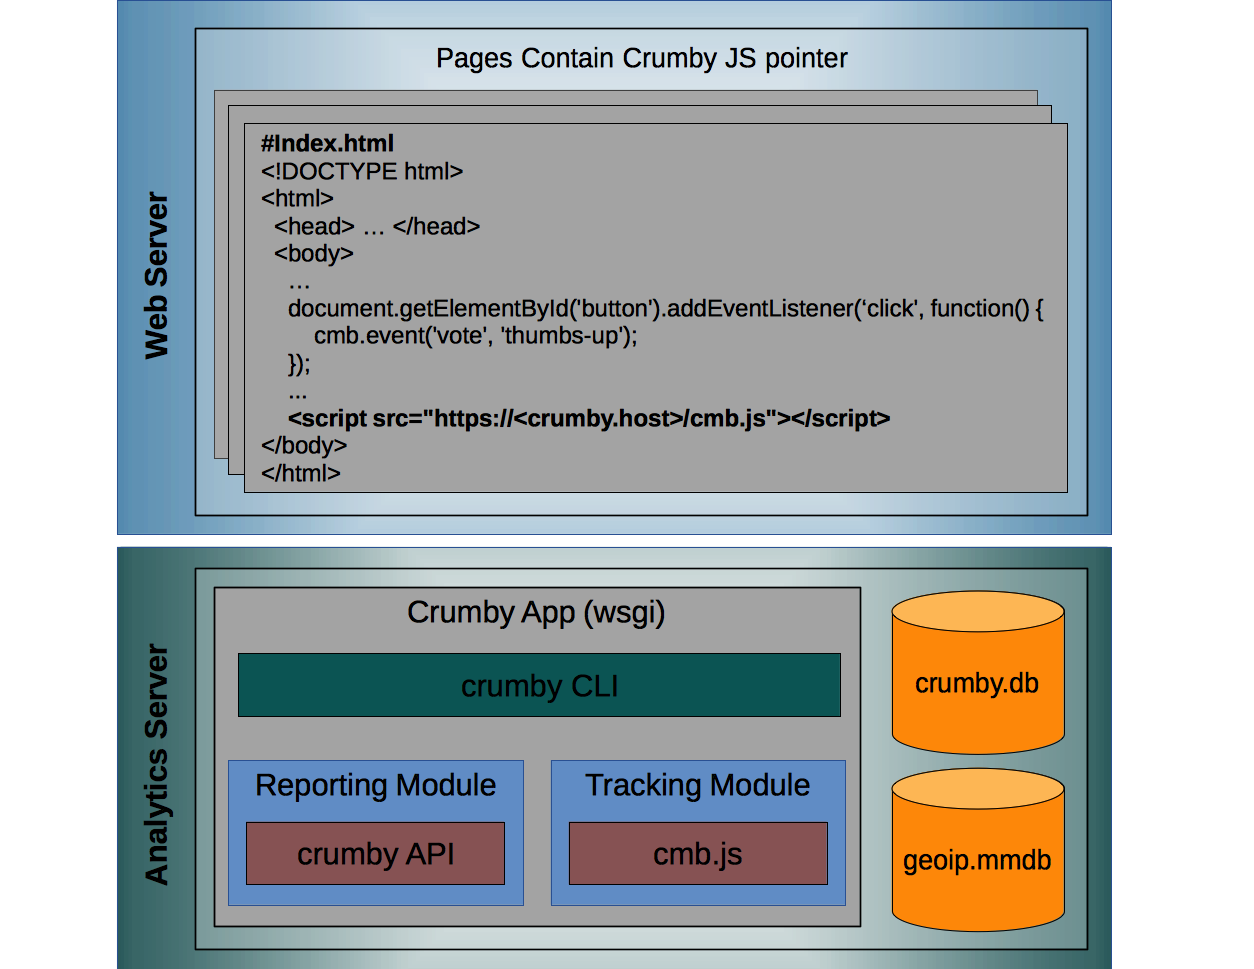 Pages Contain Crumby JS pointer
Web Server
#Index.html
<!DOCTYPE html>
<html>
<head> … </head>
<body>
…
document.getElementById('button').addEventListener(‘click’, function() {
cmb.event('vote', 'thumbs-up');
});
...
<script src="https://<crumby.host>/cmb.js"></script>
</body>
</html>
Analytics Server
Crumby App (wsgi)
crumby CLI
Reporting Module
crumby API
Tracking Module
cmb.js
crumby.db
geoip.mmdb